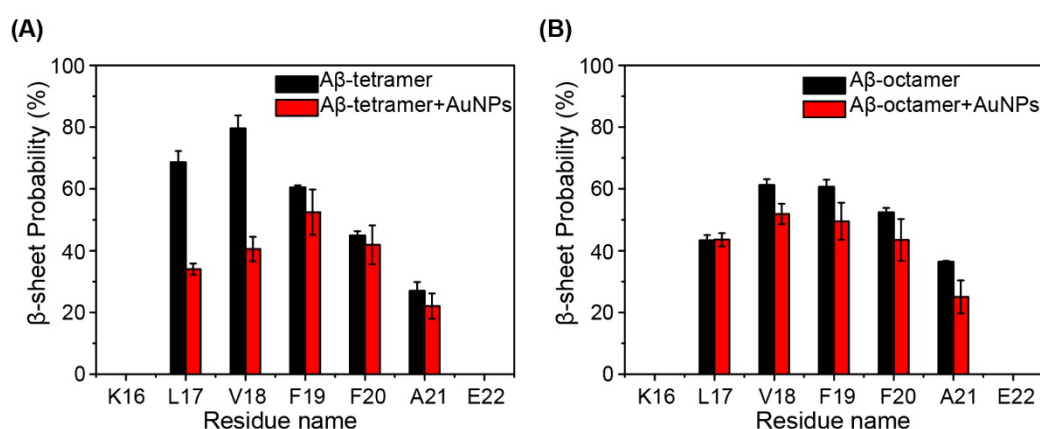 (A)
β-sheet Probability (%)
100
80
60
40
20
0
Aβ-tetramer
Aβ-tetramer+AuNPs
K16 L17 V18 F19 F20 A21 E22
Residue name
(B)
β-sheet Probability (%)
100
80
60
40
20
0
Aβ-octamer
Aβ-octamer+AuNPs
K16 L17 V18 F19 F20 A21 E22
Residue name